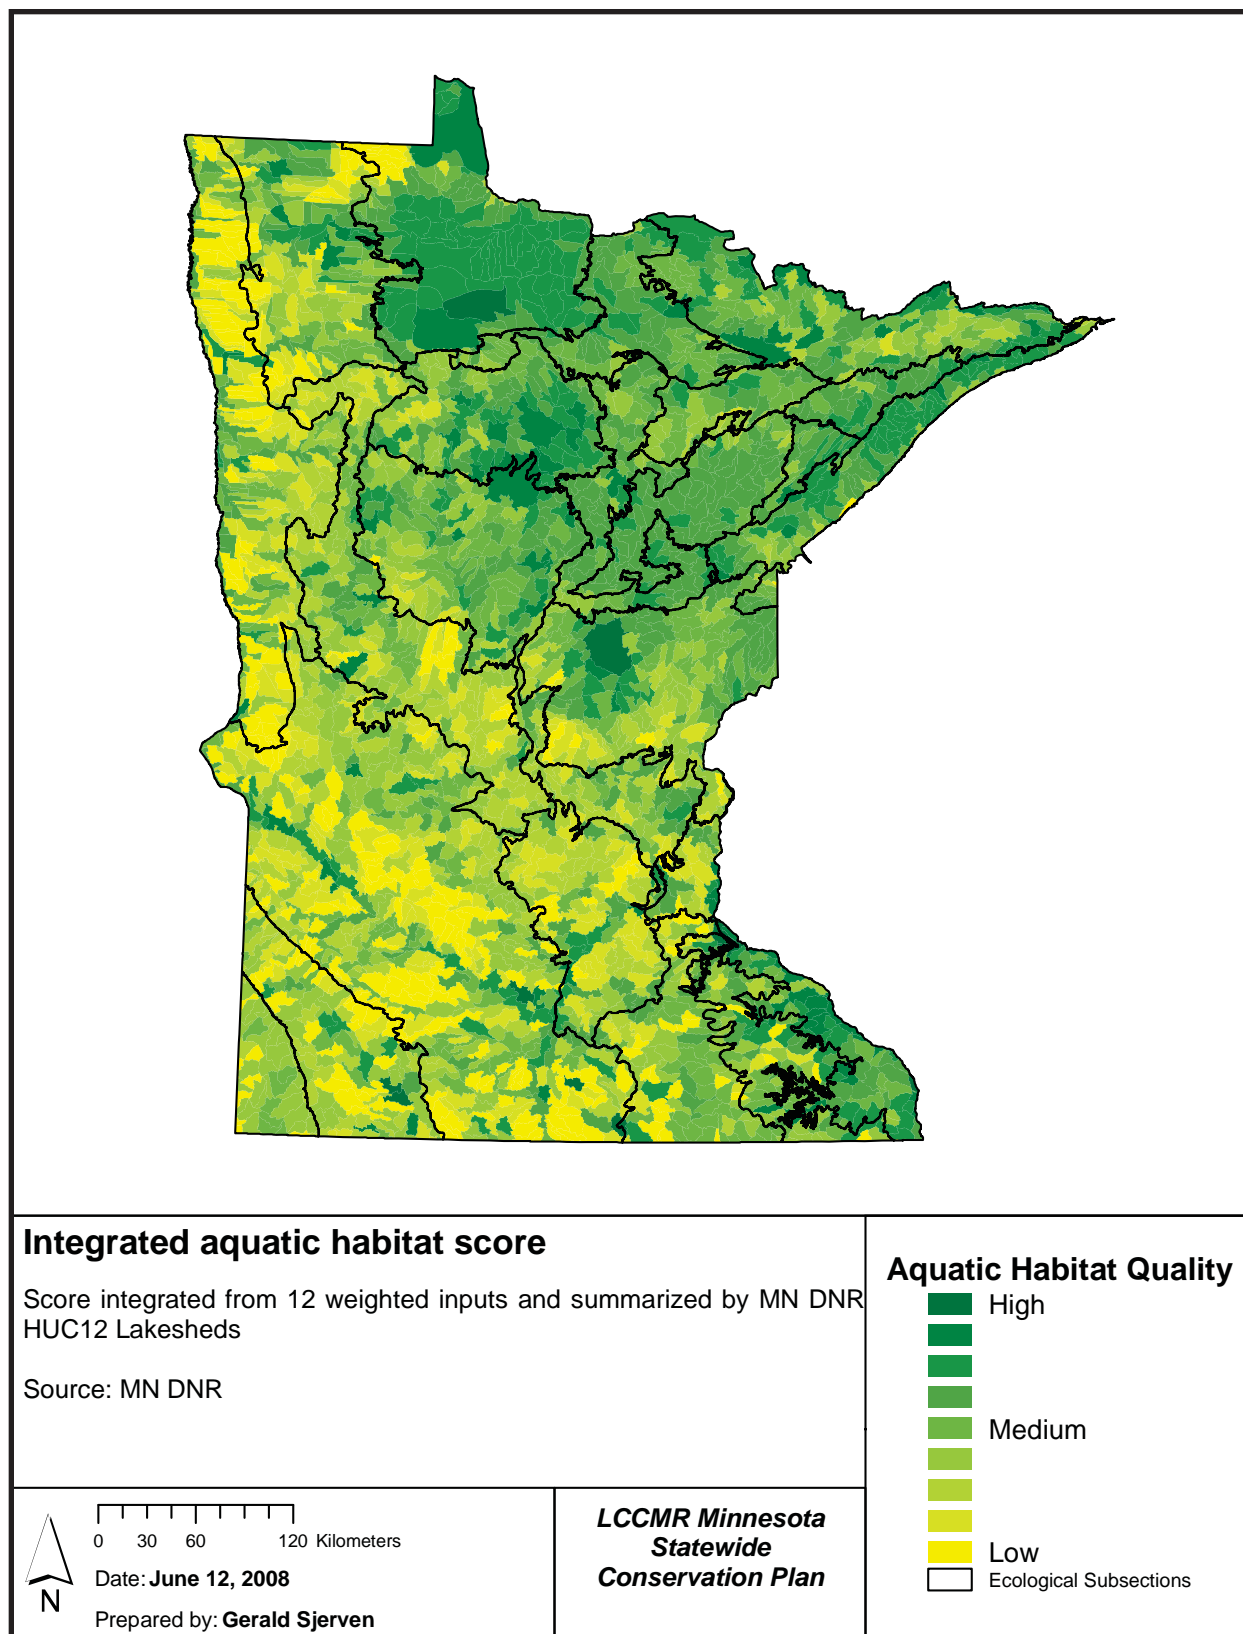 Integrated aquatic habitat score
Score integrated from 12 weighted inputs and summarized by MN DNR
HUC12 Lakesheds
Source: MN DNR
Aquatic Habitat Quality
High
Medium
Low
Ecological Subsections
0 30 60 120 Kilometers
N
Date: June 12, 2008
Prepared by: Gerald Sjerven
LCCMR Minnesota
Statewide
Conservation Plan